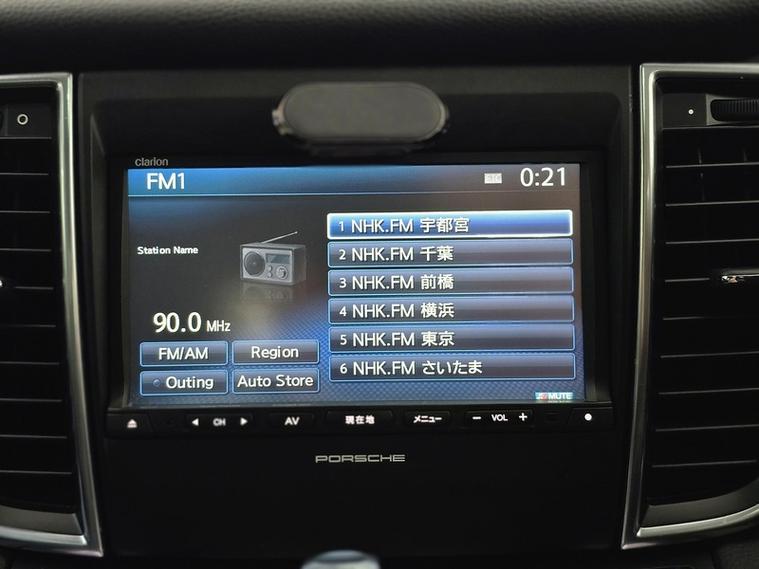 clarion
FM1
0:21
Station Name
1 NHK.FM 宇都宮
2 NHK.FM 千葉
3 NHK.FM 前橋
4 NHK.FM 横浜
5 NHK.FM 東京
6 NHK.FM さいたま
90.0 MHz
FM/AM
Region
Outing
Auto Store
MUTE
CH
AV
現在地
メニュー
− VOL +
PORSCHE